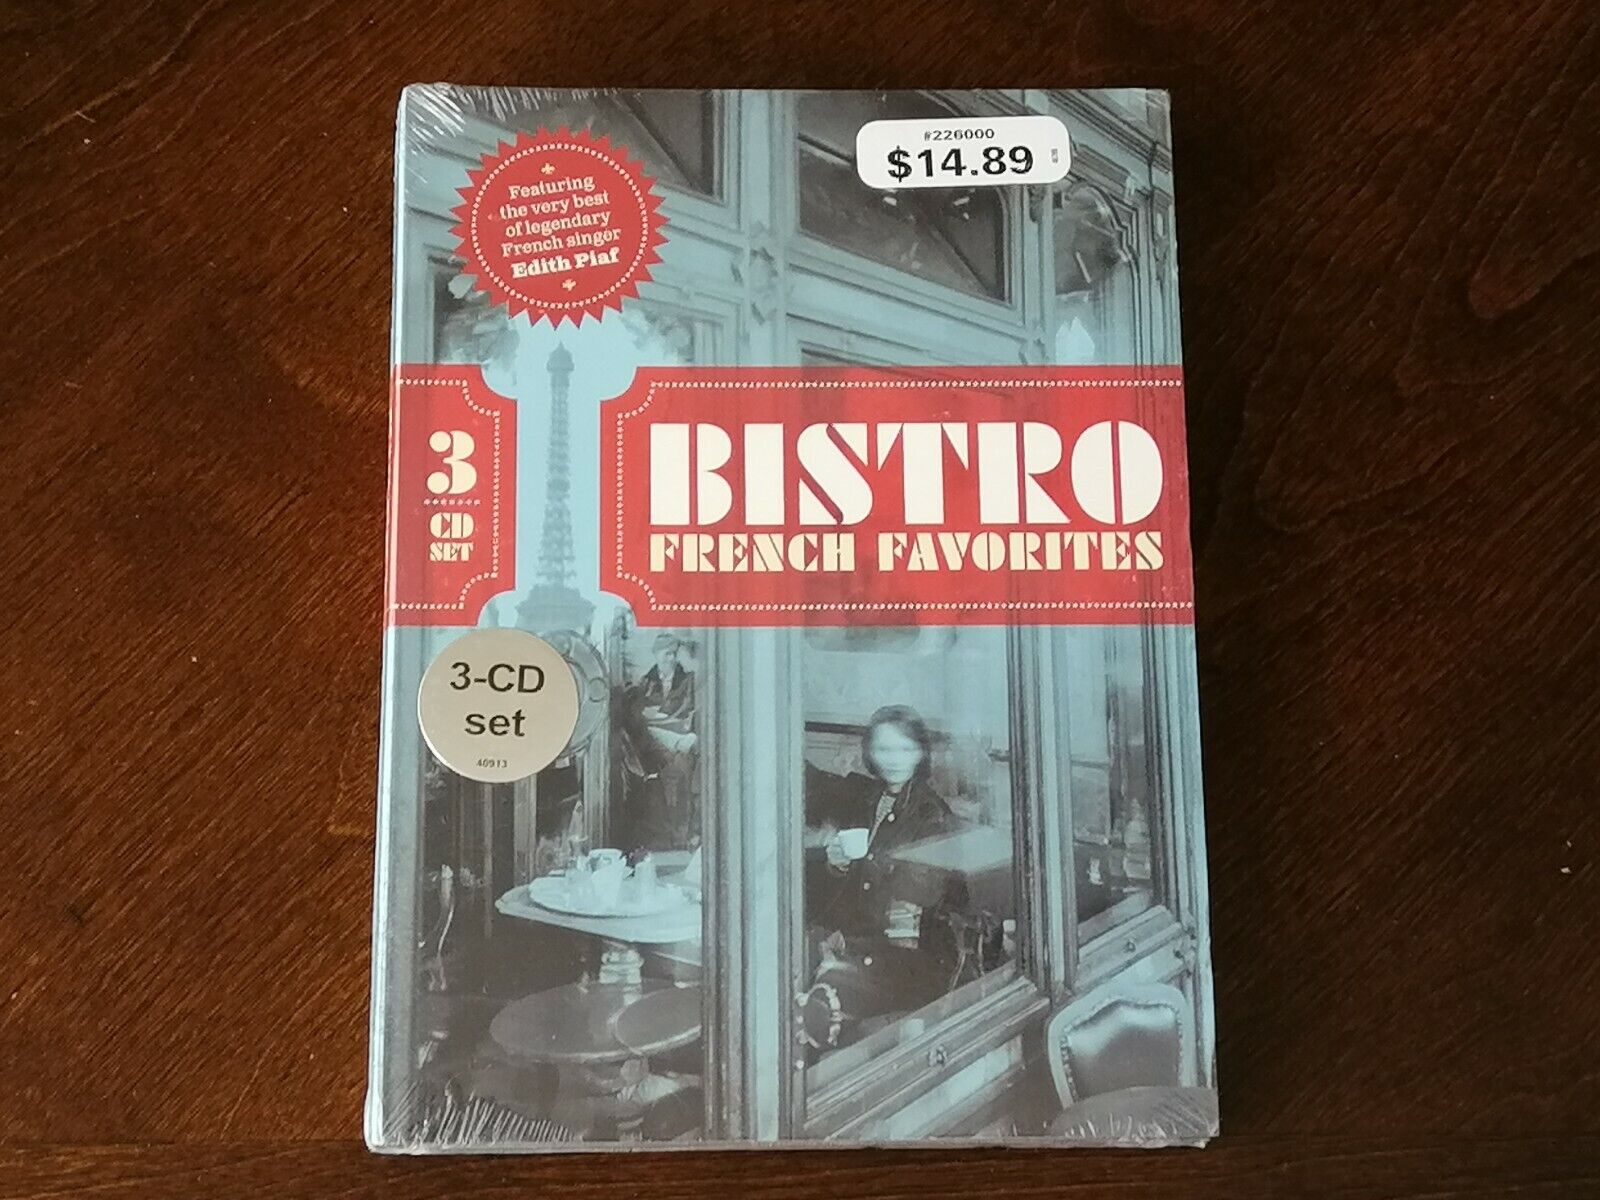 #226000
$14.89
Featuring
the very best
of legendary
French singer
Edith Piaf
3
CD
SET
BISTRO
FRENCH FAVORITES
3-CD
set
40913